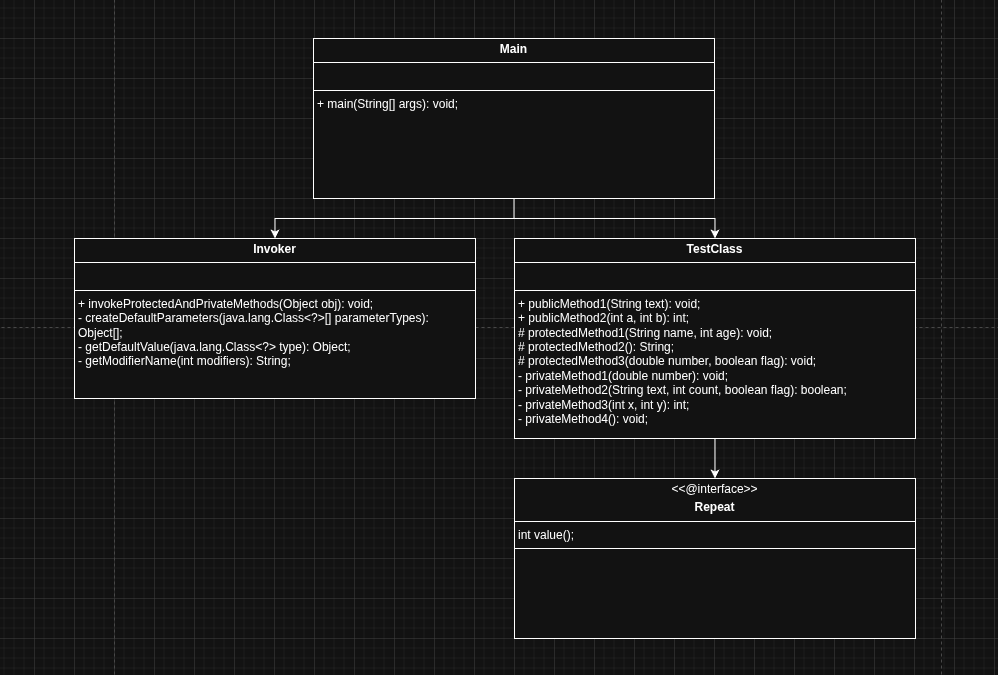 Main
+ main(String[] args): void;
Invoker
+ invokeProtectedAndPrivateMethods(Object obj): void;
- createDefaultParameters(java.lang.Class<?>[] parameterTypes):
Object[];
- getDefaultValue(java.lang.Class<?> type): Object;
- getModifierName(int modifiers): String;
TestClass
+ publicMethod1(String text): void;
+ publicMethod2(int a, int b): int;
# protectedMethod1(String name, int age): void;
# protectedMethod2(): String;
# protectedMethod3(double number, boolean flag): void;
- privateMethod1(double number): void;
- privateMethod2(String text, int count, boolean flag): boolean;
- privateMethod3(int x, int y): int;
- privateMethod4(): void;
<<@interface>>
Repeat
int value();